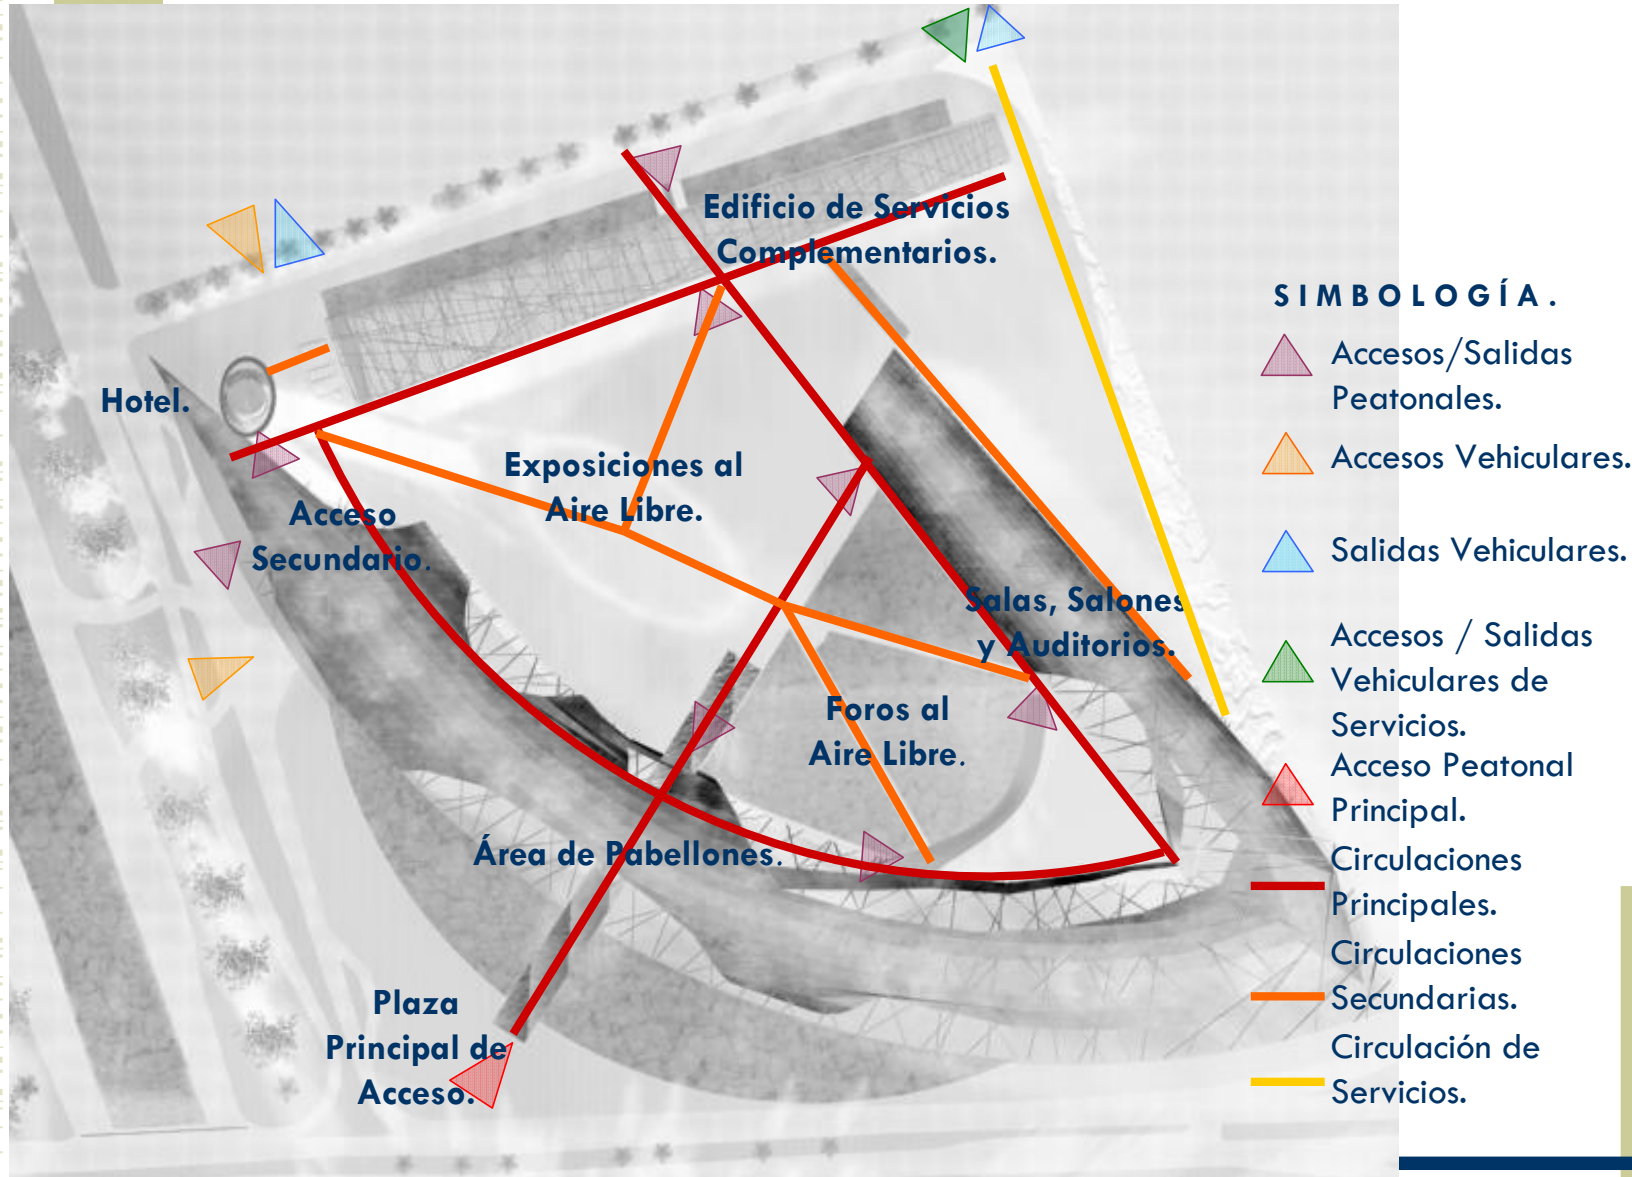 Edificio de Servicios
Complementarios.
Hotel.
Exposiciones al
Aire Libre.
Acceso
Secundario.
Salas, Salones
y Auditorios.
Foros al
Aire Libre.
Área de Pabellones.
Plaza
Principal de
Acceso.
SIMBOLOGÍA.
Accesos/Salidas
Peatonales.
Accesos Vehiculares.
Salidas Vehiculares.
Accesos / Salidas
Vehiculares de
Servicios.
Acceso Peatonal
Principal.
Circulaciones
Principales.
Circulaciones
Secundarias.
Circulación de
Servicios.